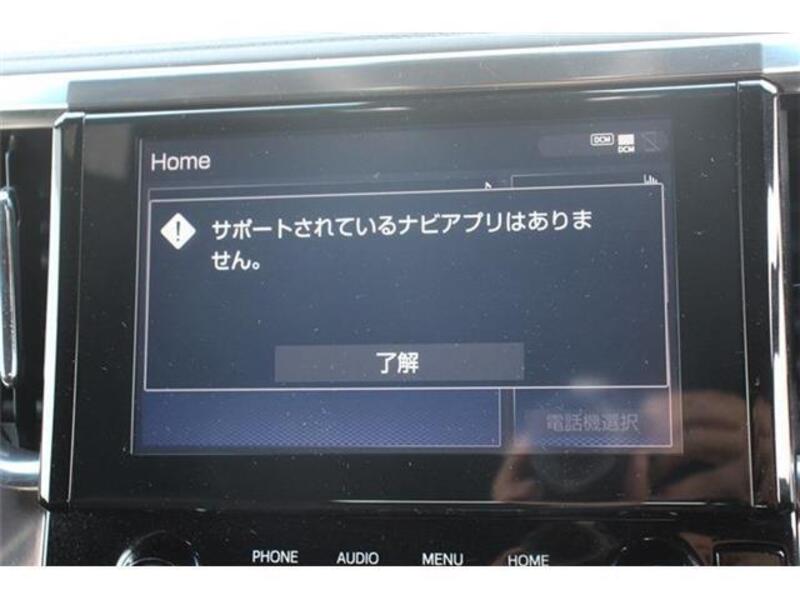 DCM
DCM
Home
サポートされているナビアプリはありま
せん。
了解
電話機選択
PHONE AUDIO MENU HOME